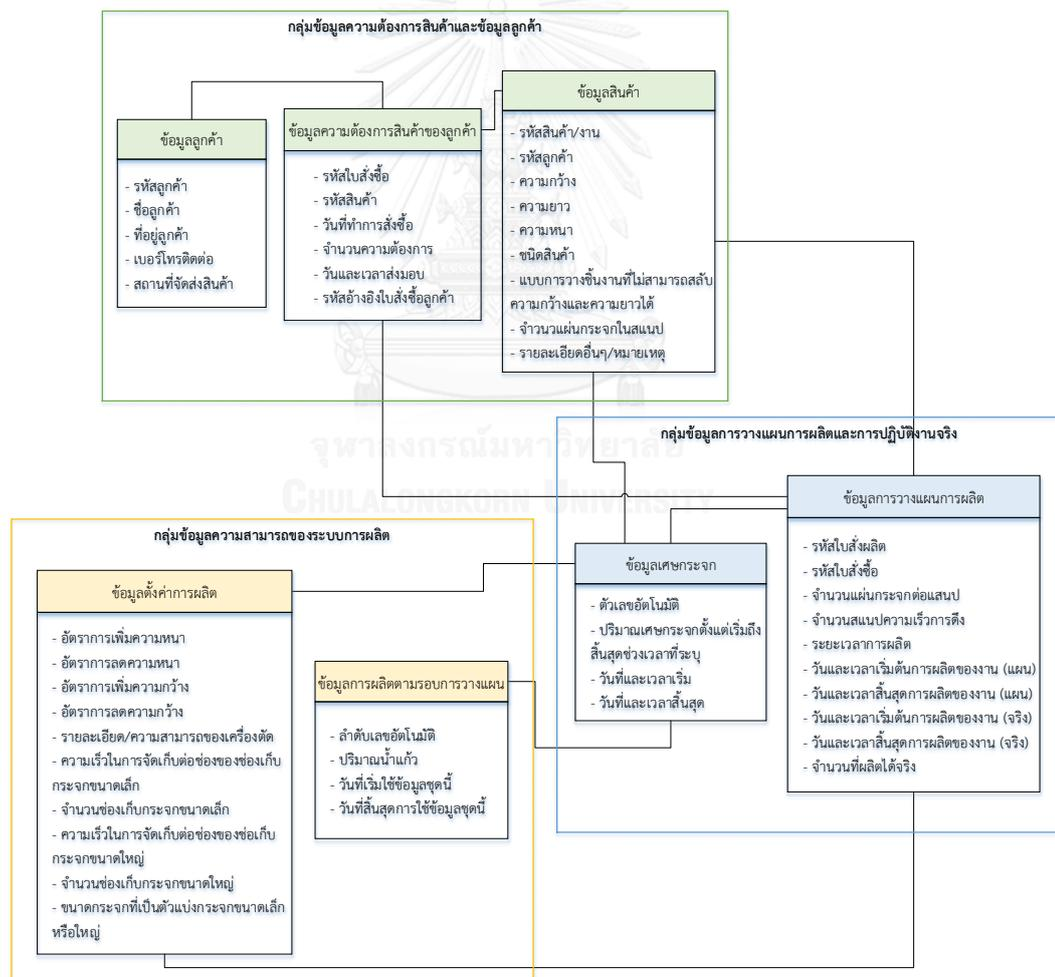 กลุ่มข้อมูลความต้องการสินค้าและข้อมูลลูกค้า
ข้อมูลลูกค้า
- รหัสลูกค้า
- ชื่อลูกค้า
- ที่อยู่ลูกค้า
- เบอร์โทรติดต่อ
- สถานที่จัดส่งสินค้า
ข้อมูลความต้องการสินค้าของลูกค้า
- รหัสใบสั่งซื้อ
- รหัสสินค้า
- วันที่ทำการสั่งซื้อ
- จำนวนความต้องการ
- วันและเวลาส่งมอบ
- รหัสอ้างอิงใบสั่งซื้อลูกค้า
ข้อมูลสินค้า
- รหัสสินค้า/งาน
- รหัสลูกค้า
- ความกว้าง
- ความยาว
- ความหนา
- ชนิดสินค้า
- แบบการวางชิ้นงานที่ไม่สามารถสลับ
ความกว้างและความยาวได้
- จำวนวแผ่นกระจกในสแนป
- รายละเอียดอื่นๆ/หมายเหตุ
จุฬาลงกรณ์มหาวิทยาลัย
CHULALONGKORN UNIVERSITY
กลุ่มข้อมูลการวางแผนการผลิตและการปฏิบัติงานจริง
ข้อมูลการวางแผนการผลิต
- รหัสใบสั่งผลิต
- รหัสใบสั่งซื้อ
- จำนวนแผ่นกระจกต่อแสนป
- จำนวนสแนปความเร็วการดึง
- ระยะเวลาการผลิต
- วันและเวลาเริ่มต้นการผลิตของงาน (แผน)
- วันและเวลาสิ้นสุดการผลิตของงาน (แผน)
- วันและเวลาเริ่มต้นการผลิตของงาน (จริง)
- วันและเวลาสิ้นสุดการผลิตของงาน (จริง)
- จำนวนที่ผลิตได้จริง
ข้อมูลเศษกระจก
- ตัวเลขอัตโนมัติ
- ปริมาณเศษกระจกตั้งแต่เริ่มถึง
สิ้นสุดช่วงเวลาที่ระบุ
- วันที่และเวลาเริ่ม
- วันที่และเวลาสิ้นสุด
กลุ่มข้อมูลความสามารถของระบบการผลิต
ข้อมูลตั้งค่าการผลิต
- อัตราการเพิ่มความหนา
- อัตราการลดความหนา
- อัตราการเพิ่มความกว้าง
- อัตราการลดความกว้าง
- รายละเอียด/ความสามารถของเครื่องตัด
- ความเร็วในการจัดเก็บต่อช่องของช่องเก็บ
กระจกขนาดเล็ก
- จำนวนช่องเก็บกระจกขนาดเล็ก
- ความเร็วในการจัดเก็บต่อช่องของช่อเก็บ
กระจกขนาดใหญ่
- จำนวนช่องเก็บกระจกขนาดใหญ่
- ขนาดกระจกที่เป็นตัวแบ่งกระจกขนาดเล็ก
หรือใหญ่
ข้อมูลการผลิตตามรอบการวางแผน
- ลำดับเลขอัตโนมัติ
- ปริมาณน้ำแก้ว
- วันที่เริ่มใช้ข้อมูลชุดนี้
- วันที่สิ้นสุดการใช้ข้อมูลชุดนี้